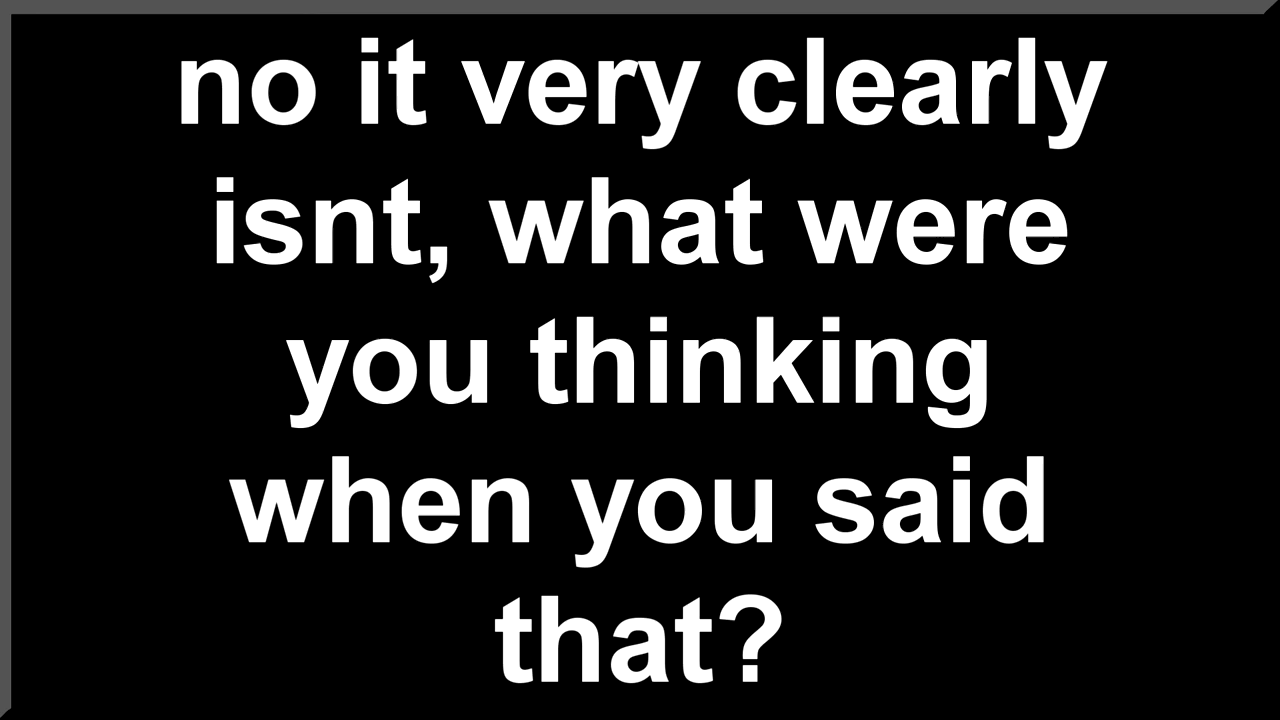 no it very clearly
isnt, what were
you thinking
when you said
that?